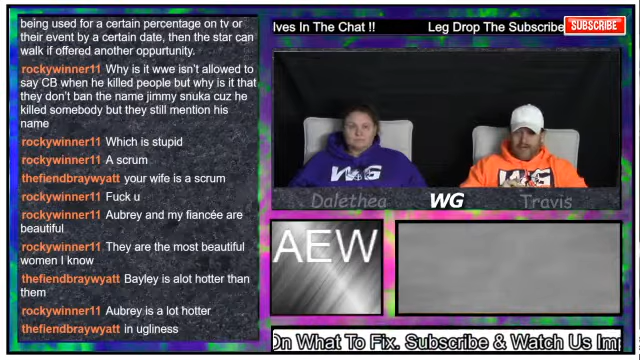 being used for a certain percentage on tv or
their event by a certain date, then the star can
walk if offered another oppurtunity.
rockywinner11 Why is it wwe isn't allowed to
say CB when he killed people but why is it that
they don't ban the name jimmy snuka cuz he
killed somebody but they still mention his
name
rockywinner11 Which is stupid
rockywinner11 A scrum
thefiendbraywyatt your wife is a scrum
rockywinner11 Fuck u
rockywinner11 Aubrey and my fiancée are
beautiful
rockywinner11 They are the most beautiful
women I know
thefiendbraywyatt Bayley is alot hotter than
them
rockywinner11 Aubrey is a lot hotter
thefiendbraywyatt in ugliness
lves In The Chat !! Leg Drop The Subscribe
SUBSCRIBE
WG
Dalethea WG Travis
AEW
On What To Fix. Subscribe & Watch Us Imp